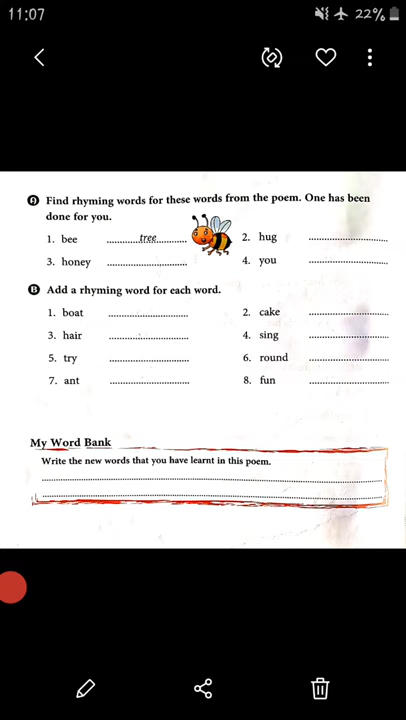 11:07 22%
A Find rhyming words for these words from the poem. One has been
done for you.
1. bee ...............tree............ 2. hug ..............................
3. honey .............................. 4. you ..............................
B Add a rhyming word for each word.
1. boat .............................. 2. cake ..............................
3. hair .............................. 4. sing ..............................
5. try .............................. 6. round ..............................
7. ant .............................. 8. fun ..............................
My Word Bank
Write the new words that you have learnt in this poem.